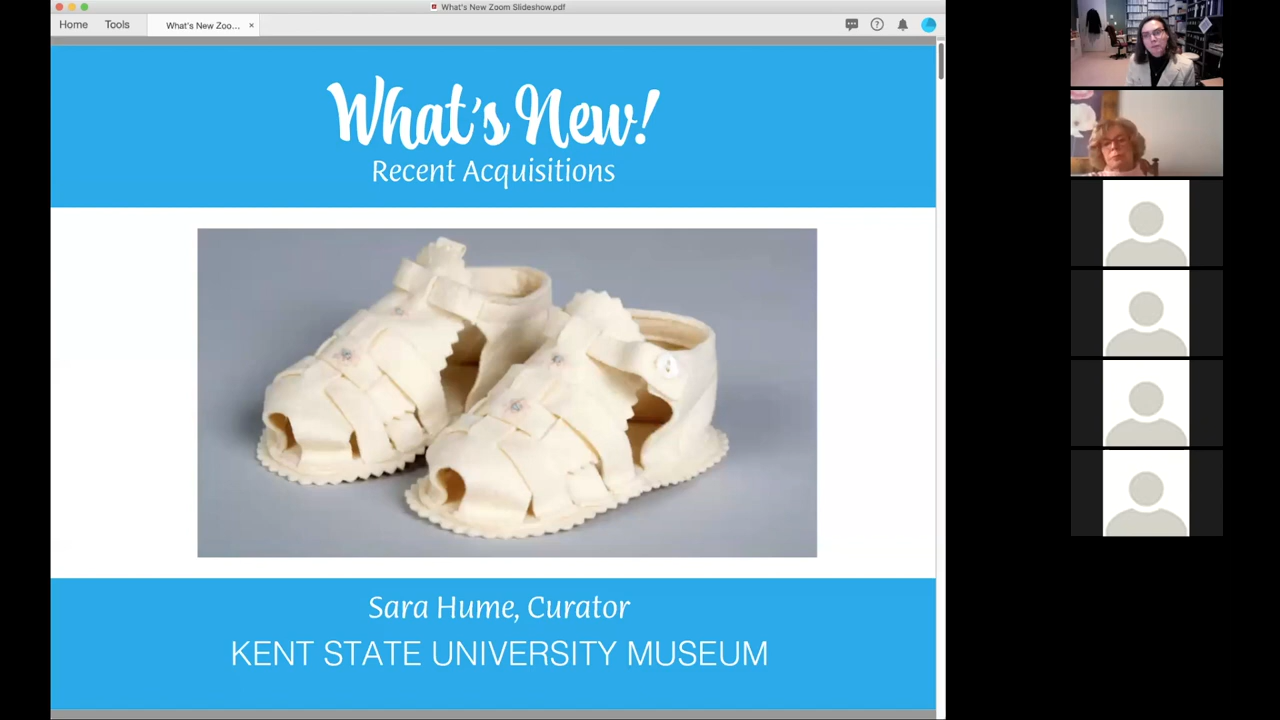 What's New Zoom Slideshow.pdf
Home Tools What's New Zoo... ×
What's New!
Recent Acquisitions
Sara Hume, Curator
KENT STATE UNIVERSITY MUSEUM